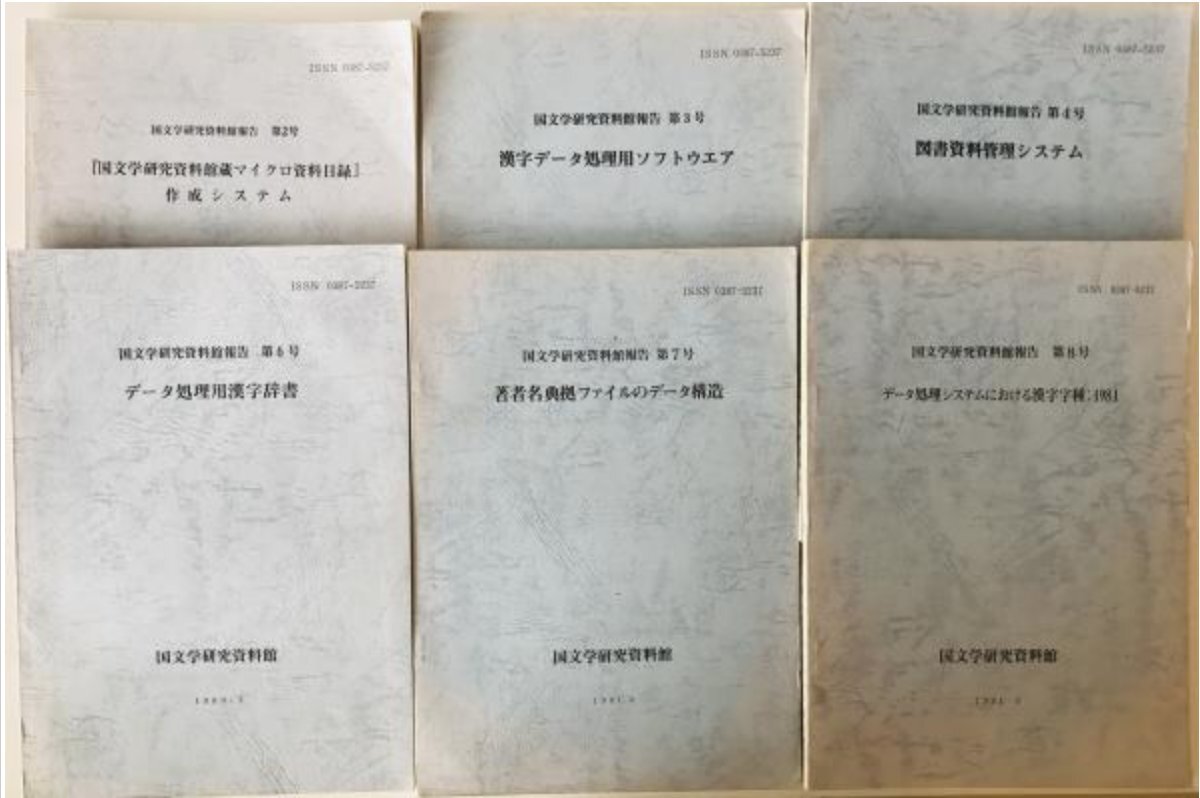 ISSN 0387-3237
国文学研究資料館報告 第2号
『国文学研究資料館蔵マイクロ資料目録』
作成システム
ISSN 0387-3237
国文学研究資料館報告 第3号
漢字データ処理用ソフトウエア
ISSN 0387-3237
国文学研究資料館報告 第4号
図書資料管理システム
ISSN 0387-3237
国文学研究資料館報告 第6号
データ処理用漢字辞書
国文学研究資料館
ISSN 0387-3237
国文学研究資料館報告 第7号
著者名典拠ファイルのデータ構造
国文学研究資料館
ISSN 0387-3237
国文学研究資料館報告 第8号
データ処理システムにおける漢字字種:1981
国文学研究資料館